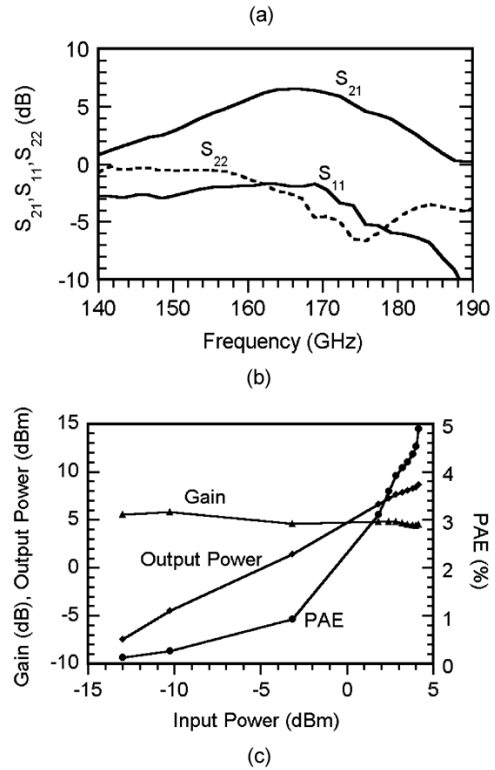 (a)
S21, S11, S22 (dB)
10
5
0
-5
-10
S21
S22
S11
140 150 160 170 180 190
Frequency (GHz)
(b)
Gain (dB), Output Power (dBm)
15
10
5
0
-5
-10
Gain
Output Power
PAE
5
4
3
2
1
0
PAE (%)
-15 -10 -5 0 5
Input Power (dBm)
(c)